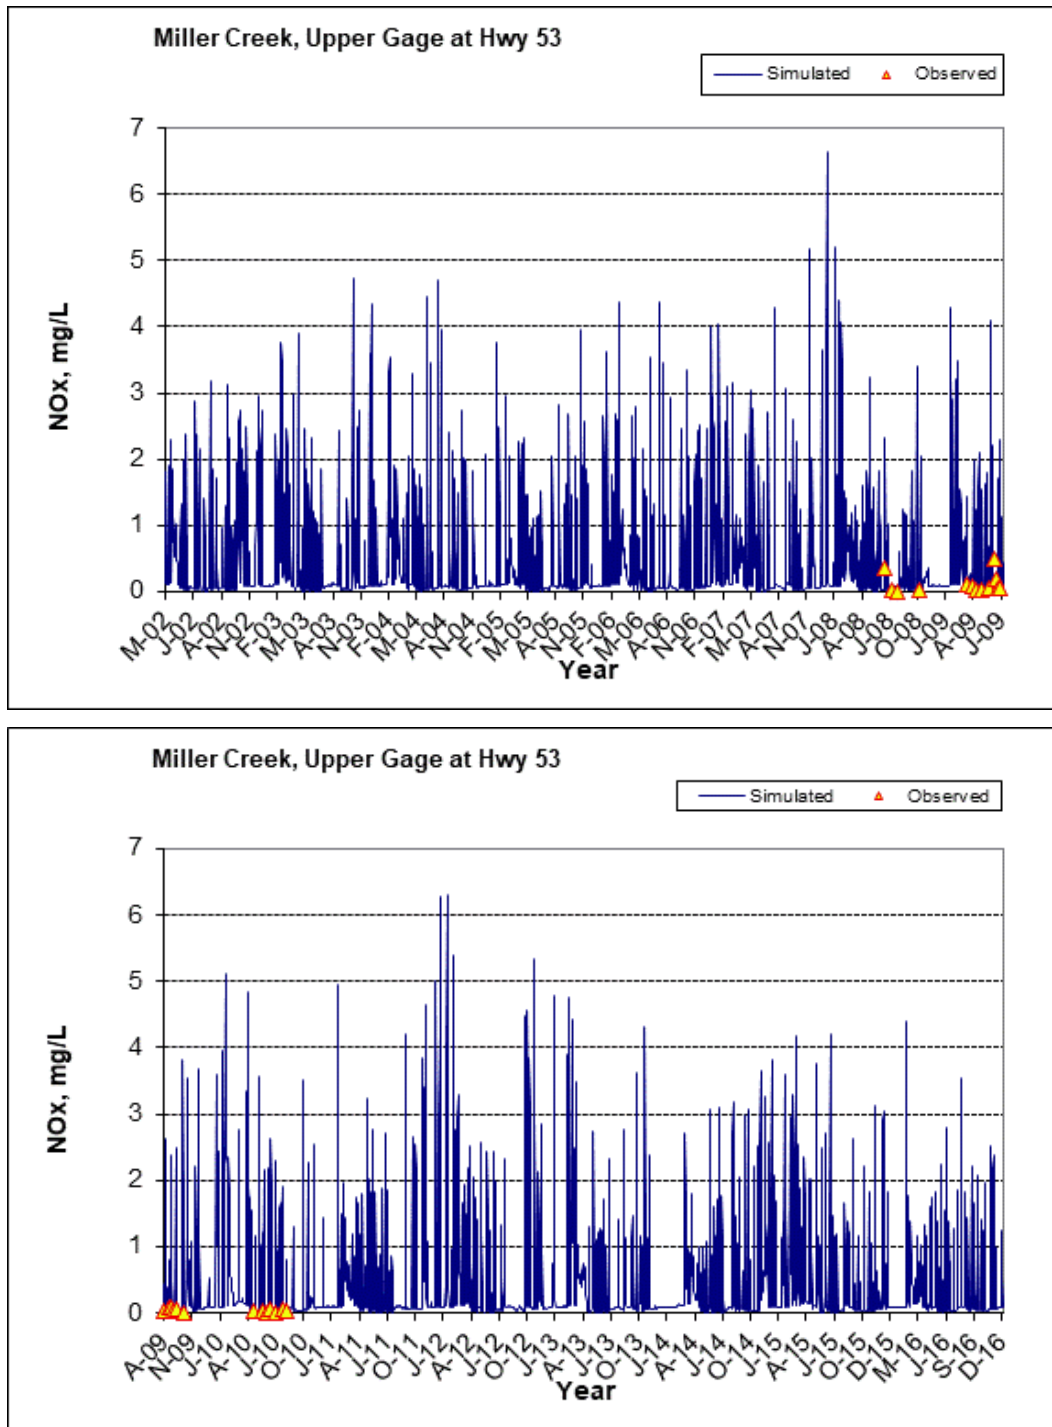 Miller Creek, Upper Gage at Hwy 53
Simulated Observed
7
6
5
4
3
2
1
0
NOx, mg/L
M-02 J-02 A-02 N-02 F-03 M-03 A-03 N-03 F-04 M-04 A-04 N-04 F-05 M-05 A-05 N-05 F-06 M-06 A-06 N-06 F-07 M-07 A-07 N-07 J-08 A-08 J-08 O-08 J-09 A-09 J-09
Year
Miller Creek, Upper Gage at Hwy 53
Simulated Observed
7
6
5
4
3
2
1
0
NOx, mg/L
A-09 N-09 J-10 A-10 J-10 O-10 J-11 A-11 J-11 O-11 J-12 A-12 J-12 O-12 J-13 A-13 J-13 O-13 J-14 A-14 J-14 O-14 J-15 A-15 J-15 O-15 D-15 M-16 J-16 S-16 D-16
Year